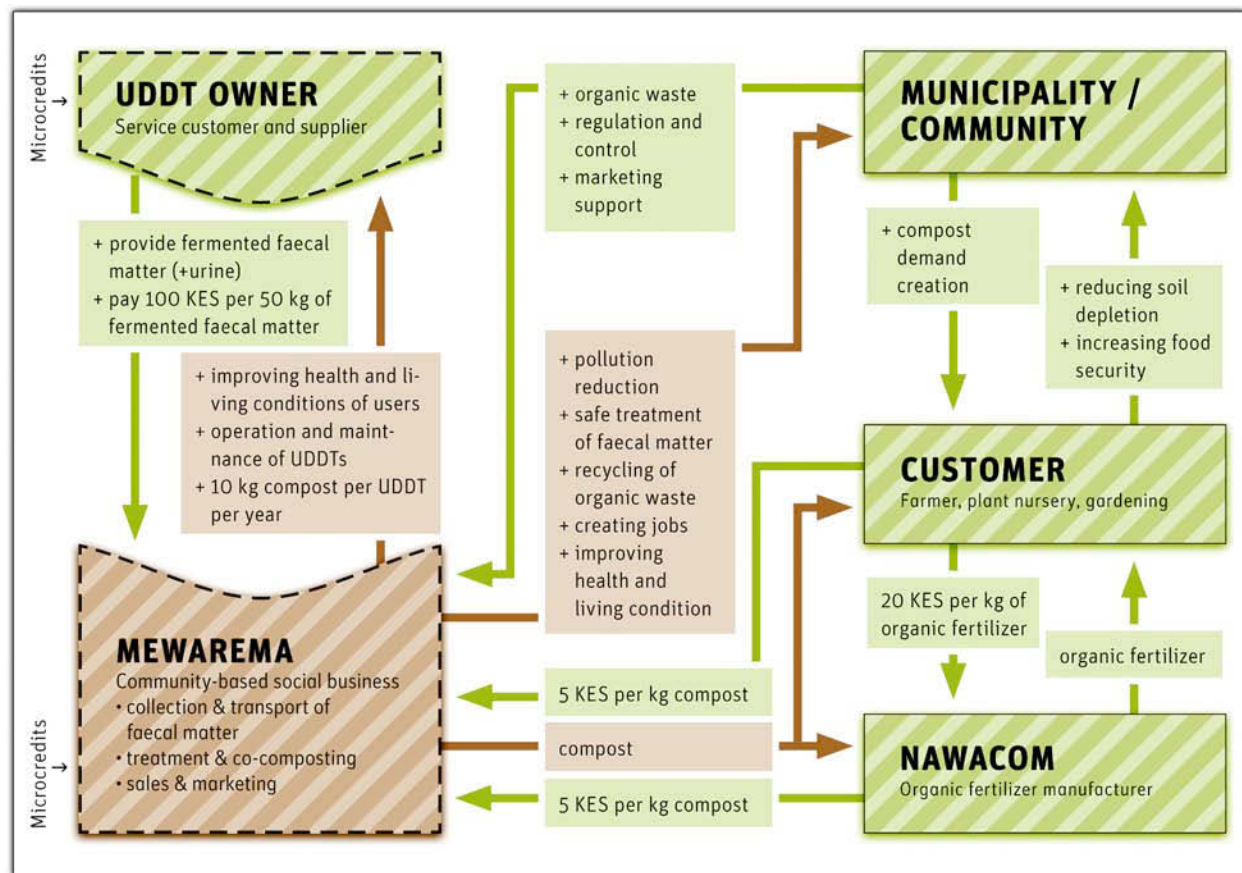 Microcredits →
UDDT OWNER
Service customer and supplier
+ organic waste
+ regulation and
control
+ marketing
support
MUNICIPALITY /
COMMUNITY
+ provide fermented faecal
matter (+urine)
+ pay 100 KES per 50 kg of
fermented faecal matter
+ compost
demand
creation
+ reducing soil
depletion
+ increasing food
security
+ improving health and li-
ving conditions of users
+ operation and maint-
nance of UDDTs
+ 10 kg compost per UDDT
per year
+ pollution
reduction
+ safe treatment
of faecal matter
+ recycling of
organic waste
+ creating jobs
+ improving
health and
living condition
CUSTOMER
Farmer, plant nursery, gardening
20 KES per kg of
organic fertilizer
organic fertilizer
Microcredits →
MEWAREMA
Community-based social business
• collection & transport of
faecal matter
• treatment & co-composting
• sales & marketing
5 KES per kg compost
compost
5 KES per kg compost
NAWACOM
Organic fertilizer manufacturer